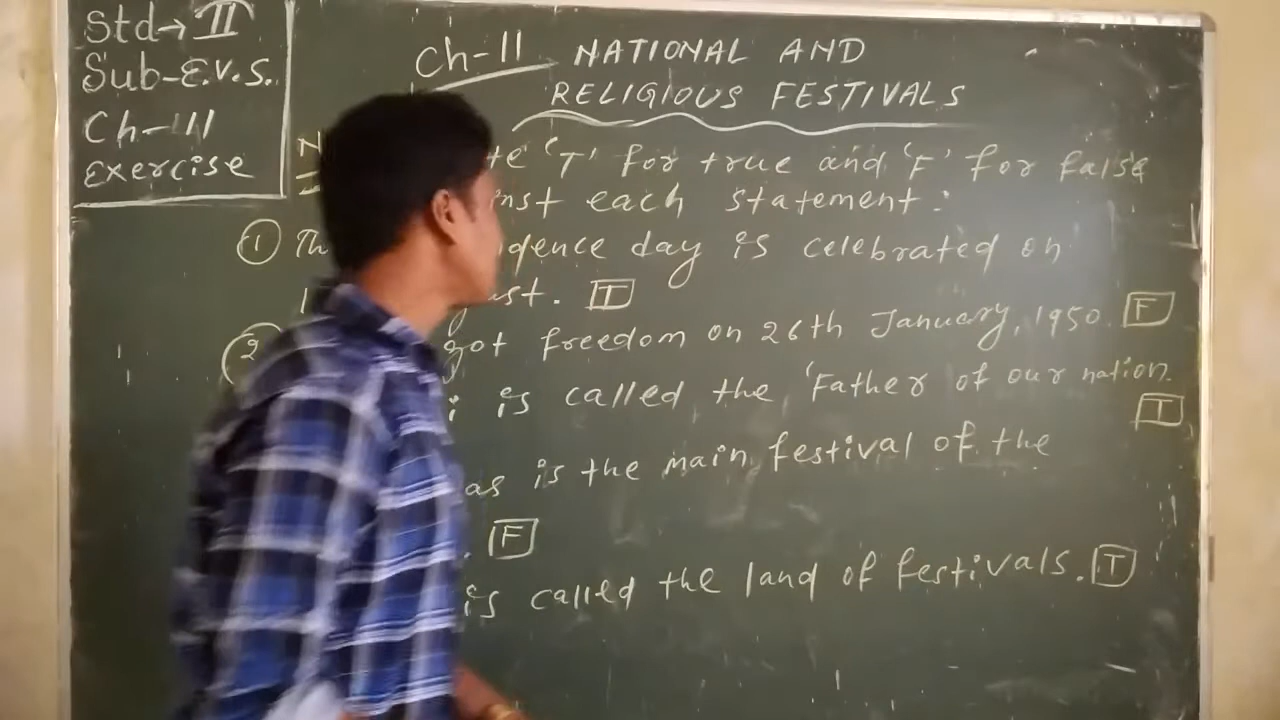 Std→II
Sub-E.V.S.
Ch-11
Exercise
Ch-11 NATIONAL AND
RELIGIOUS FESTIVALS
'T' for true and 'F' for false
each statement:
day is celebrated on
T
got freedom on 26th January, 1950. F
is called the 'Father of our nation.
T
is the main festival of the
F
is called the land of festivals. T